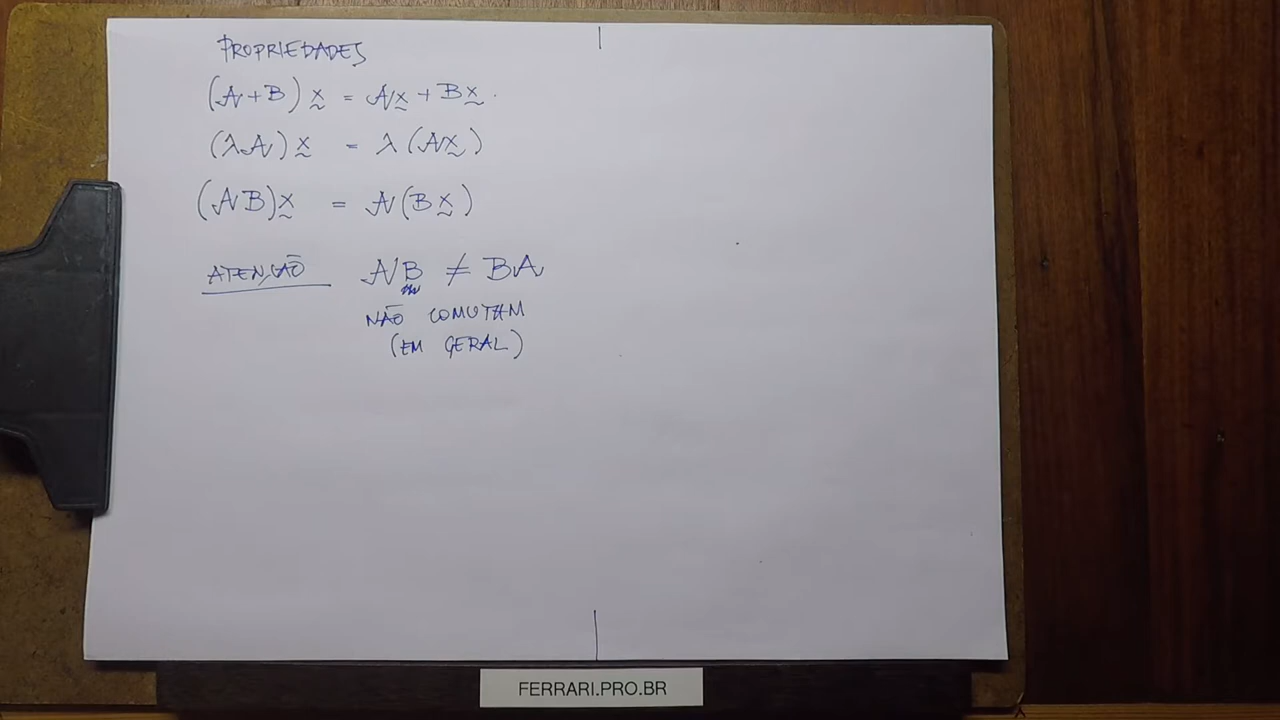 PROPRIEDADES
(A+B)x̰ = Ax̰ + Bx̰.
(λA)x̰ = λ(Ax̰)
(AB)x̰ = A(Bx̰)
ATENÇÃO AB ≠ BA
NÃO COMUTAM
(EM GERAL)
FERRARI.PRO.BR